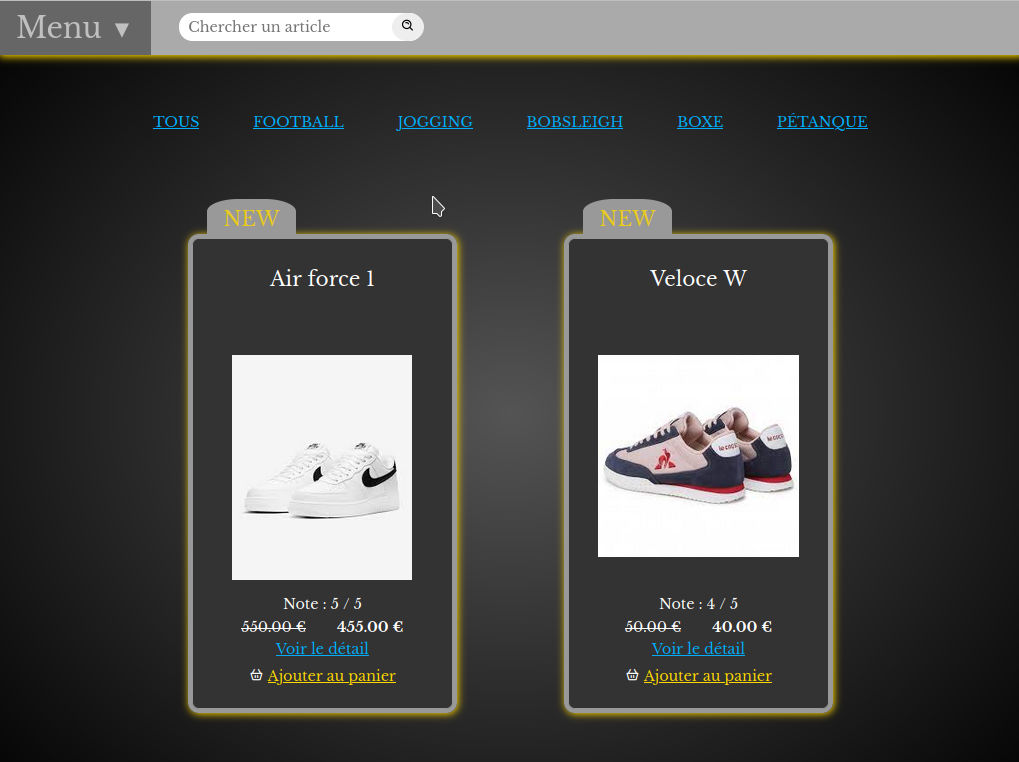 Menu ▼ Chercher un article
TOUS FOOTBALL JOGGING BOBSLEIGH BOXE PÉTANQUE
NEW
Air force 1
Note : 5 / 5
550.00 € 455.00 €
Voir le détail
Ajouter au panier
NEW
Veloce W
Note : 4 / 5
50.00 € 40.00 €
Voir le détail
Ajouter au panier